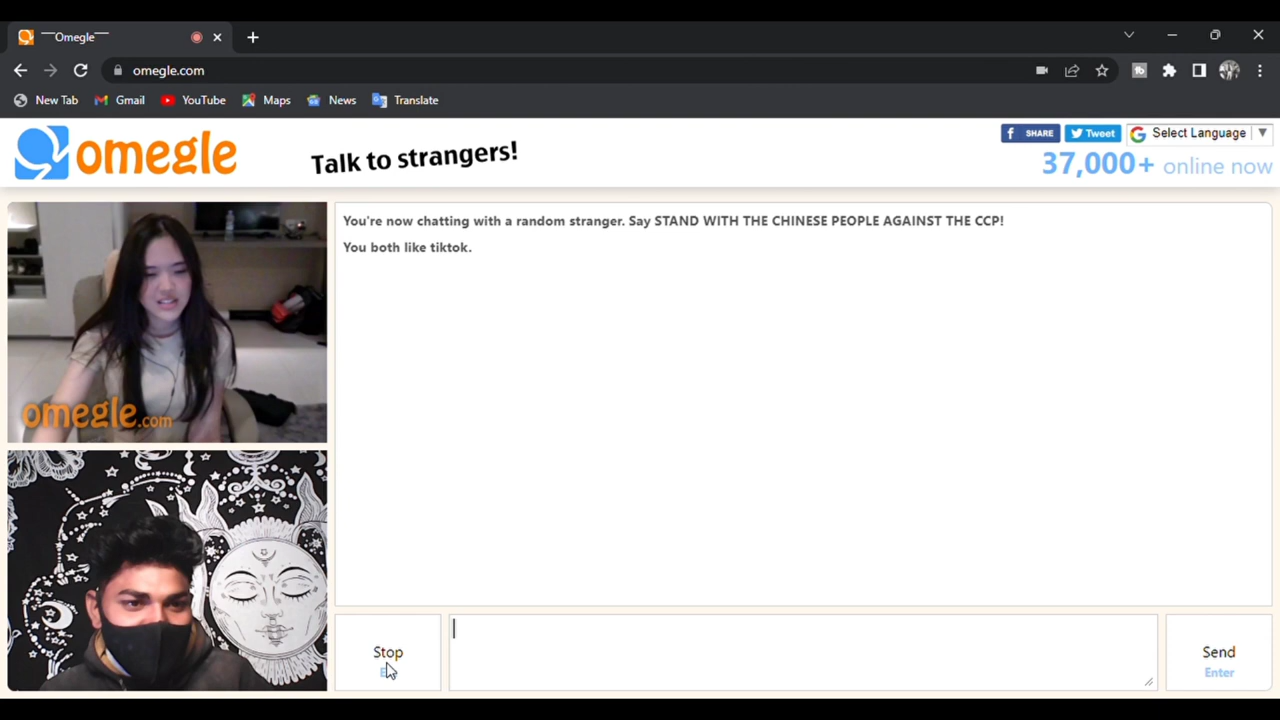 Omegle
omegle.com
New Tab
Gmail
YouTube
Maps
News
Translate
omegle
Talk to strangers!
SHARE
Tweet
Select Language
37,000+ online now
You're now chatting with a random stranger. Say STAND WITH THE CHINESE PEOPLE AGAINST THE CCP!
You both like tiktok.
omegle.com
Stop
Send
Enter